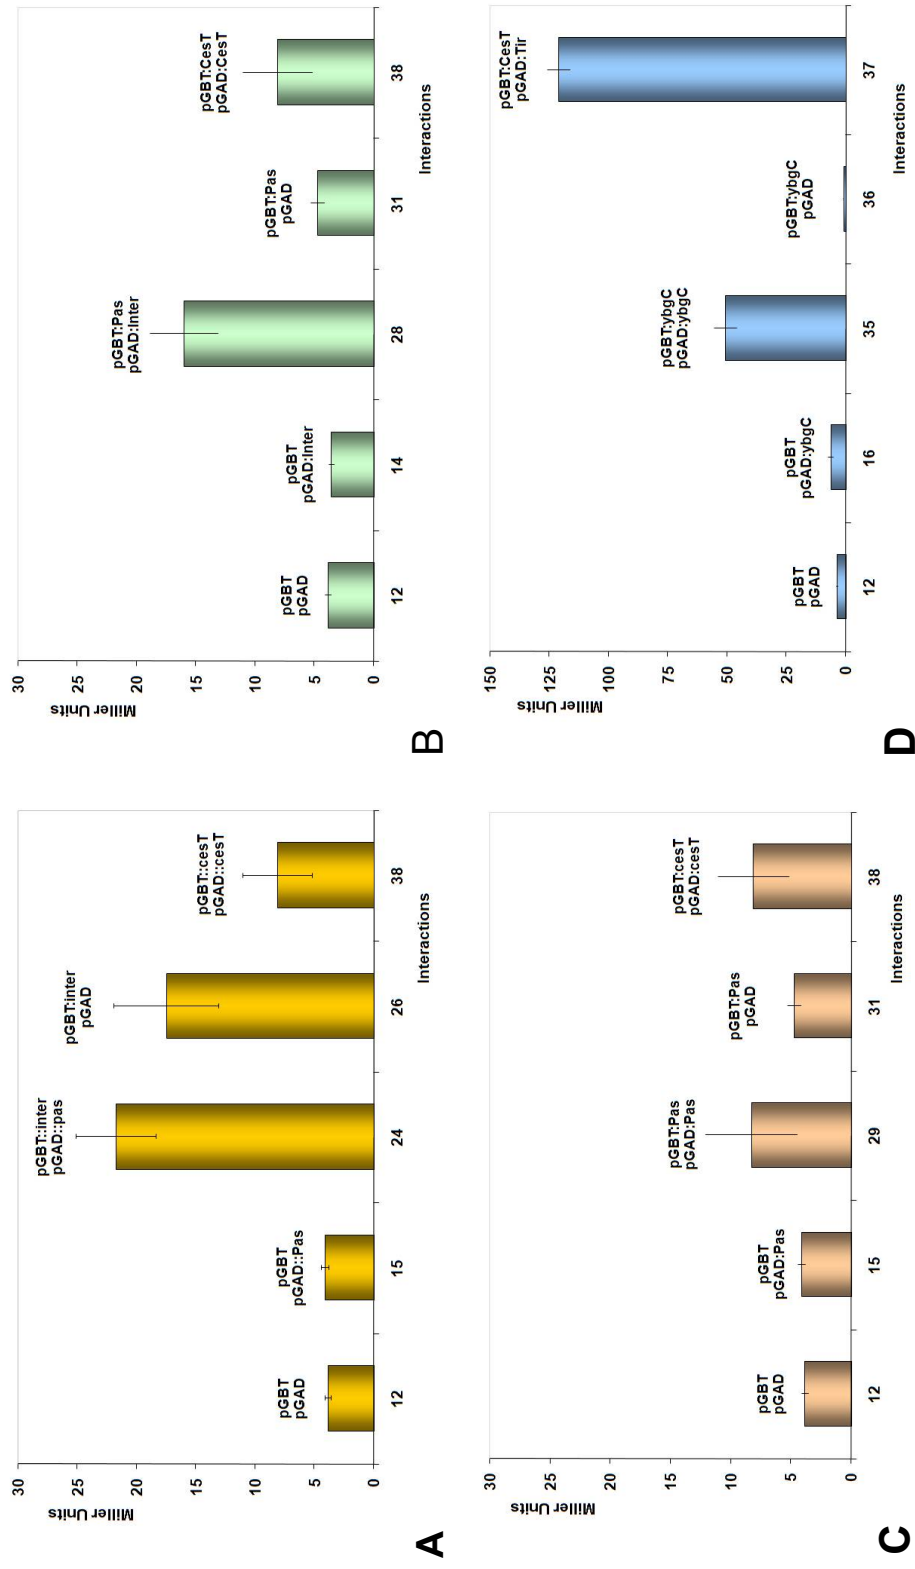 A
Miller Units
30
25
20
15
10
5
0
pGBT
pGAD
pGBT
pGAD::Pas
pGBT::inter
pGAD::pas
pGBT:inter
pGAD
pGBT::cesT
pGAD::cesT
12
15
24
26
38
Interactions
B
Miller Units
30
25
20
15
10
5
0
pGBT
pGAD
pGBT
pGAD:Inter
pGBT:Pas
pGAD:Inter
pGBT:Pas
pGAD
pGBT:CesT
pGAD:CesT
12
14
28
31
38
Interactions
C
Miller Units
30
25
20
15
10
5
0
pGBT
pGAD
pGBT
pGAD:Pas
pGBT:Pas
pGAD:Pas
pGBT:Pas
pGAD
pGBT:cesT
pGAD:cesT
12
15
29
31
38
Interactions
D
Miller Units
150
125
100
75
50
25
0
pGBT
pGAD
pGBT
pGAD:ybgC
pGBT:ybgC
pGAD:ybgC
pGBT:ybgC
pGAD
pGBT:CesT
pGAD:Tir
12
16
35
36
37
Interactions